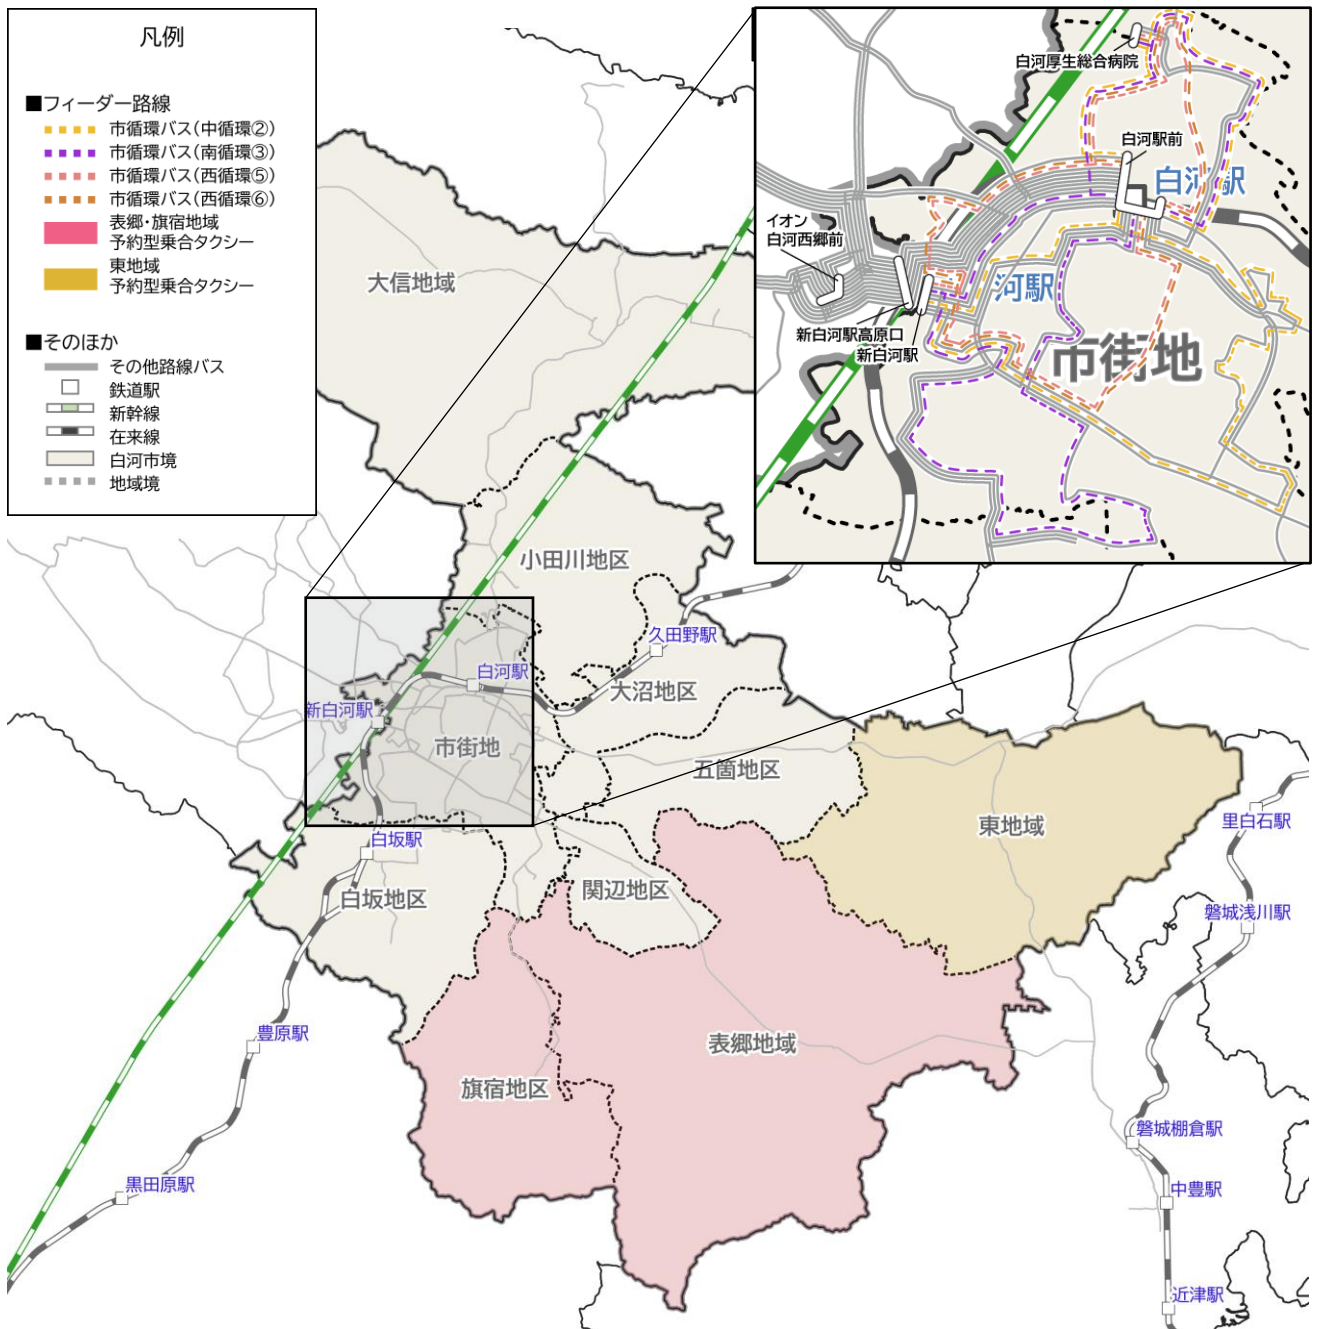 凡例
■フィーダー路線
市循環バス(中循環②)
市循環バス(南循環③)
市循環バス(西循環⑤)
市循環バス(西循環⑥)
表郷・旗宿地域
予約型乗合タクシー
東地域
予約型乗合タクシー
■そのほか
その他路線バス
鉄道駅
新幹線
在来線
白河市境
地域境
白河厚生総合病院
白河駅前
白河駅
イオン
白河西郷前
河駅
新白河駅高原口
新白河駅
市街地
大信地域
小田川地区
久田野駅
白河駅
大沼地区
新白河駅
市街地
五箇地区
東地域
里白石駅
白坂駅
関辺地区
白坂地区
磐城浅川駅
豊原駅
表郷地域
旗宿地区
磐城棚倉駅
黒田原駅
中豊駅
近津駅